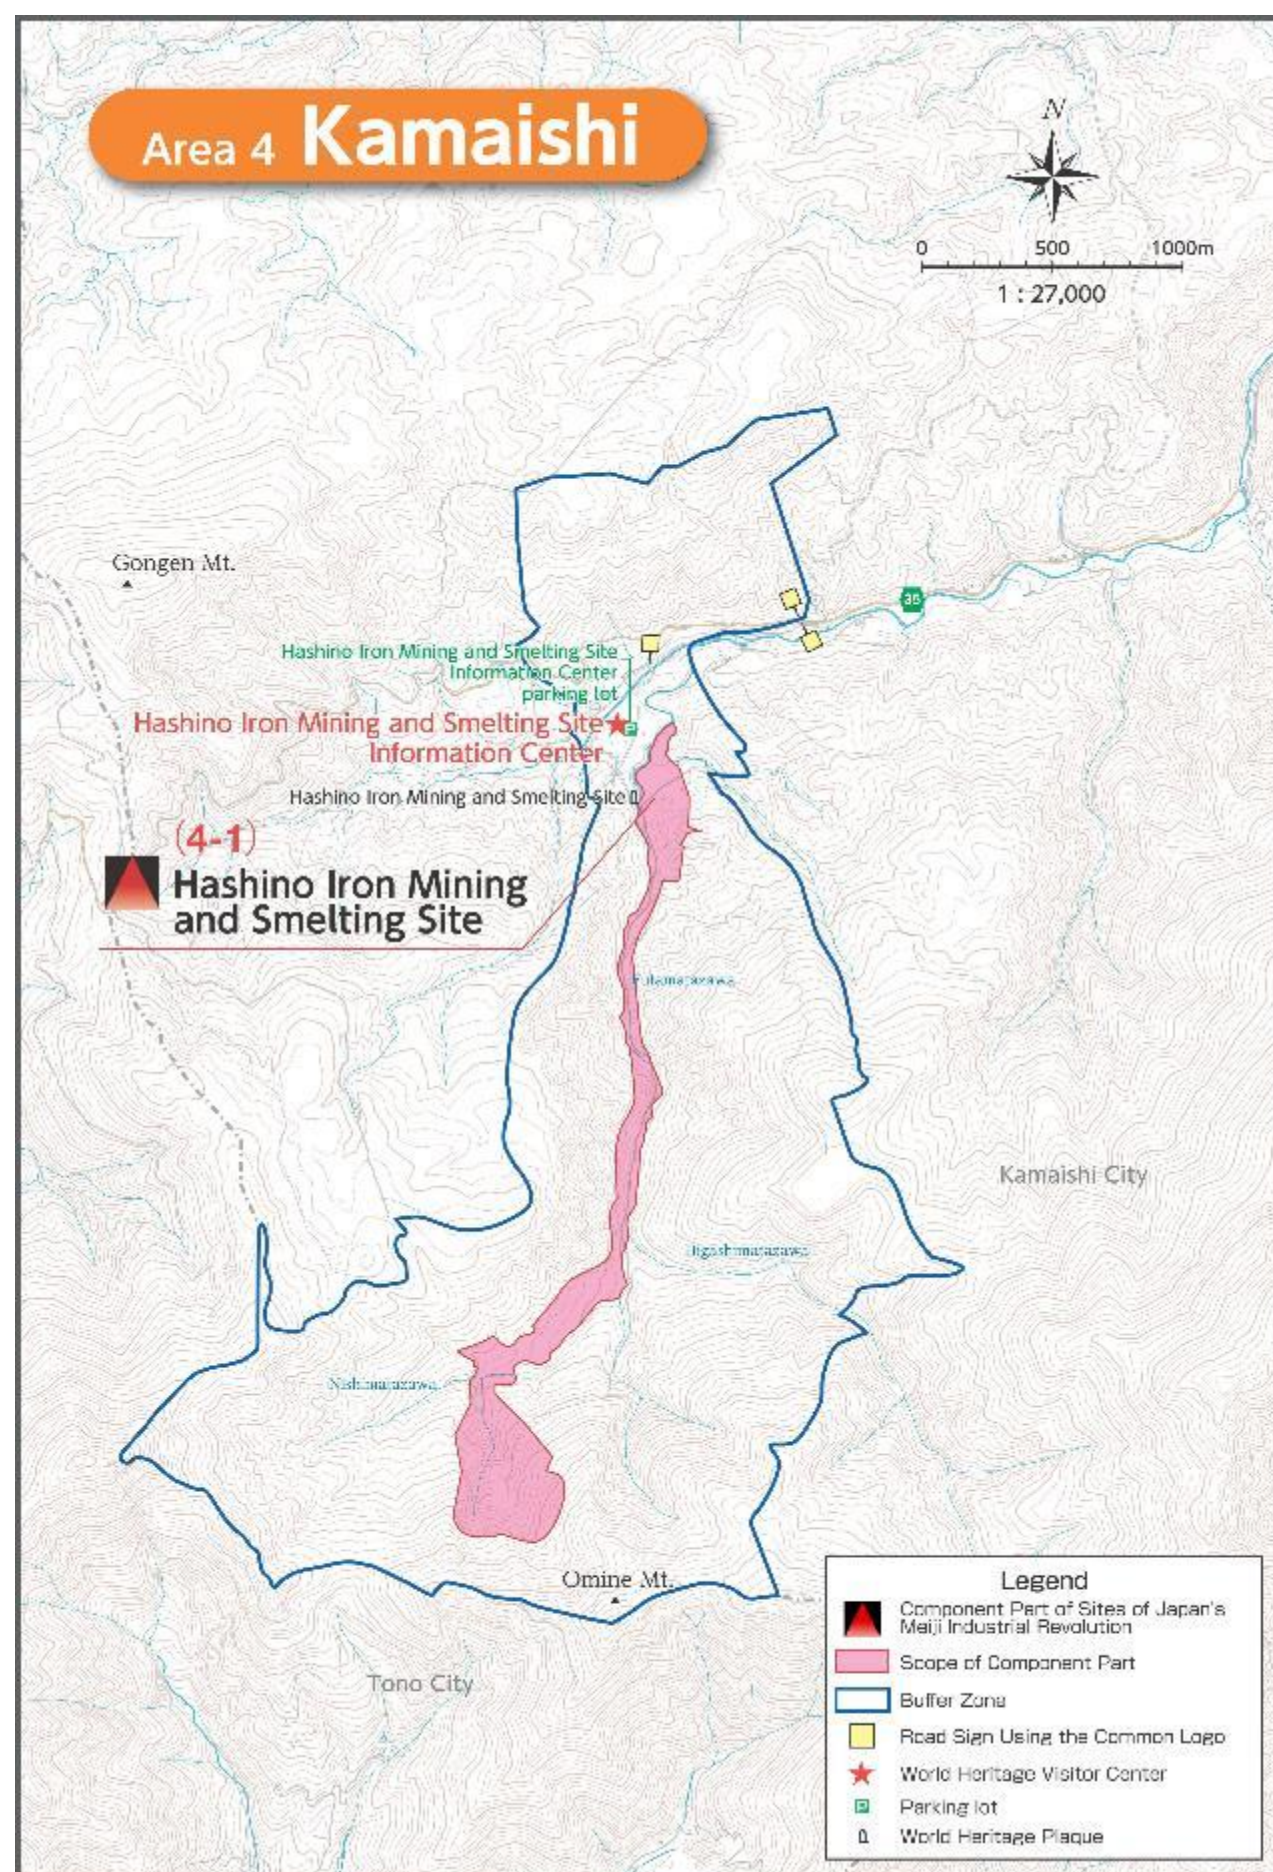 Area 4 Kamaishi
N
0 500 1000m
1 : 27,000
Gongen Mt.
35
Hashino Iron Mining and Smelting Site
Information Center
parking lot
Hashino Iron Mining and Smelting Site
Information Center
P
Hashino Iron Mining and Smelting Site
(4-1)
Hashino Iron Mining
and Smelting Site
Futamatazawa
Kamaishi City
Higashimatazawa
Nishimatazawa
Omine Mt.
Tono City
Legend
Component Part of Sites of Japan's
Meiji Industrial Revolution
Scope of Component Part
Buffer Zone
Road Sign Using the Common Logo
World Heritage Visitor Center
P Parking lot
World Heritage Plaque